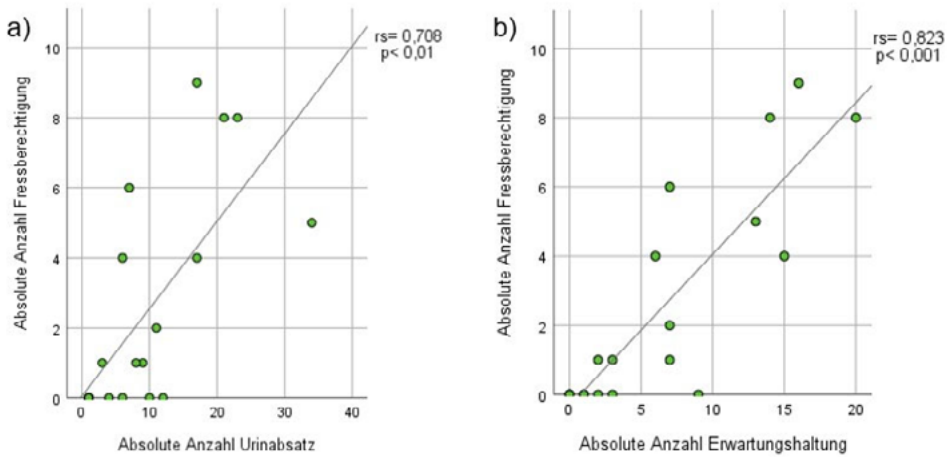 a)
rs= 0,708
p< 0,01
Absolute Anzahl Fressberechtigung
10
8
6
4
2
0
0 10 20 30 40
Absolute Anzahl Urinabsatz
b)
rs= 0,823
p< 0,001
Absolute Anzahl Fressberechtigung
10
8
6
4
2
0
0 5 10 15 20
Absolute Anzahl Erwartungshaltung